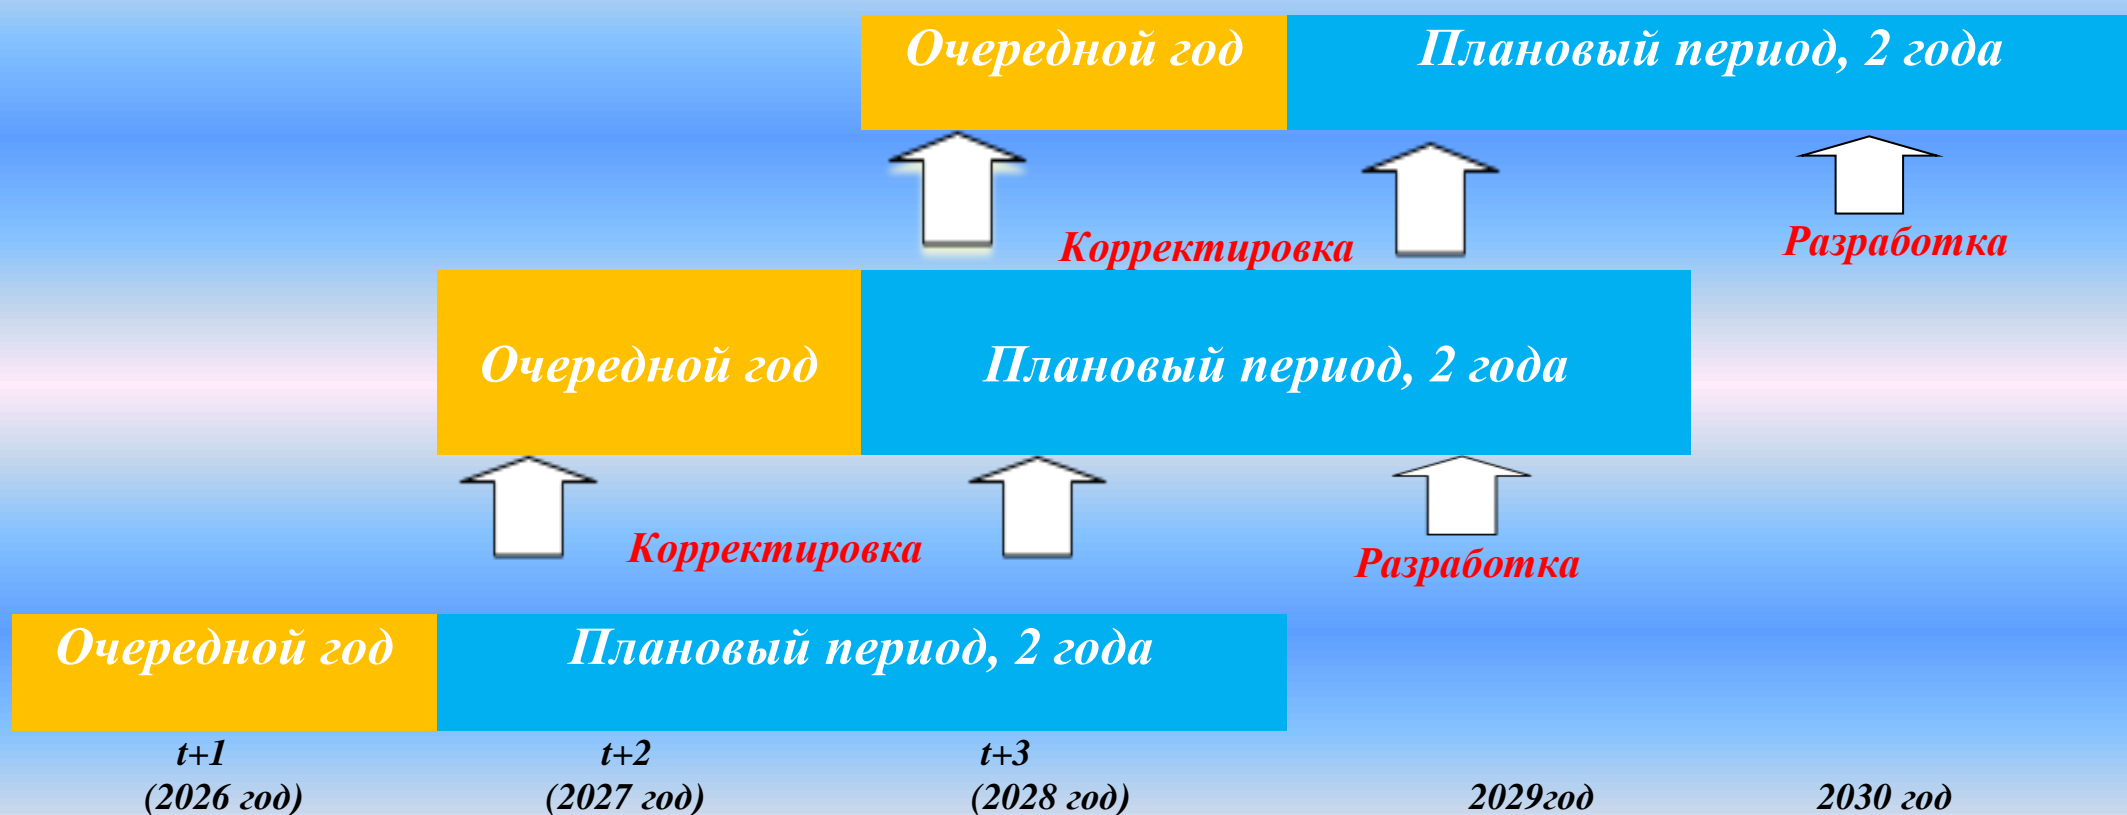 Очередной год
Плановый период, 2 года
Корректировка
Разработка
Очередной год
Плановый период, 2 года
Корректировка
Разработка
Очередной год
Плановый период, 2 года
t+1
t+2
t+3
(2026 год)
(2027 год)
(2028 год)
2029год
2030 год